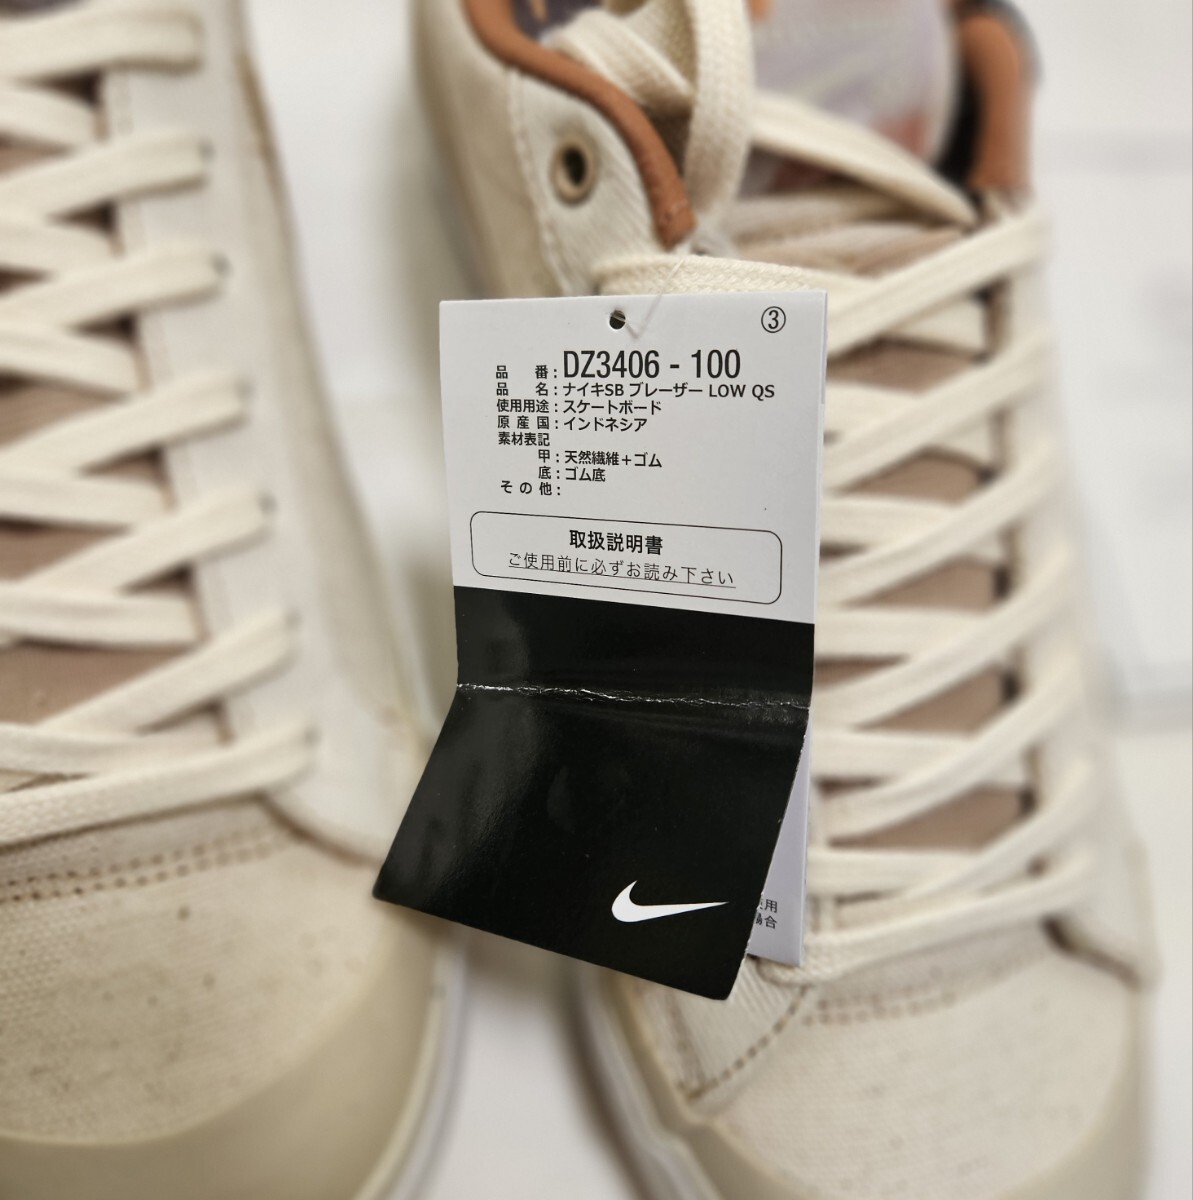 ③
品番：DZ3406 - 100
品名：ナイキSB ブレーザー LOW QS
使用用途：スケートボード
原産国：インドネシア
素材表記
甲：天然繊維＋ゴム
底：ゴム底
その他：
取扱説明書
ご使用前に必ずお読み下さい
用
場合